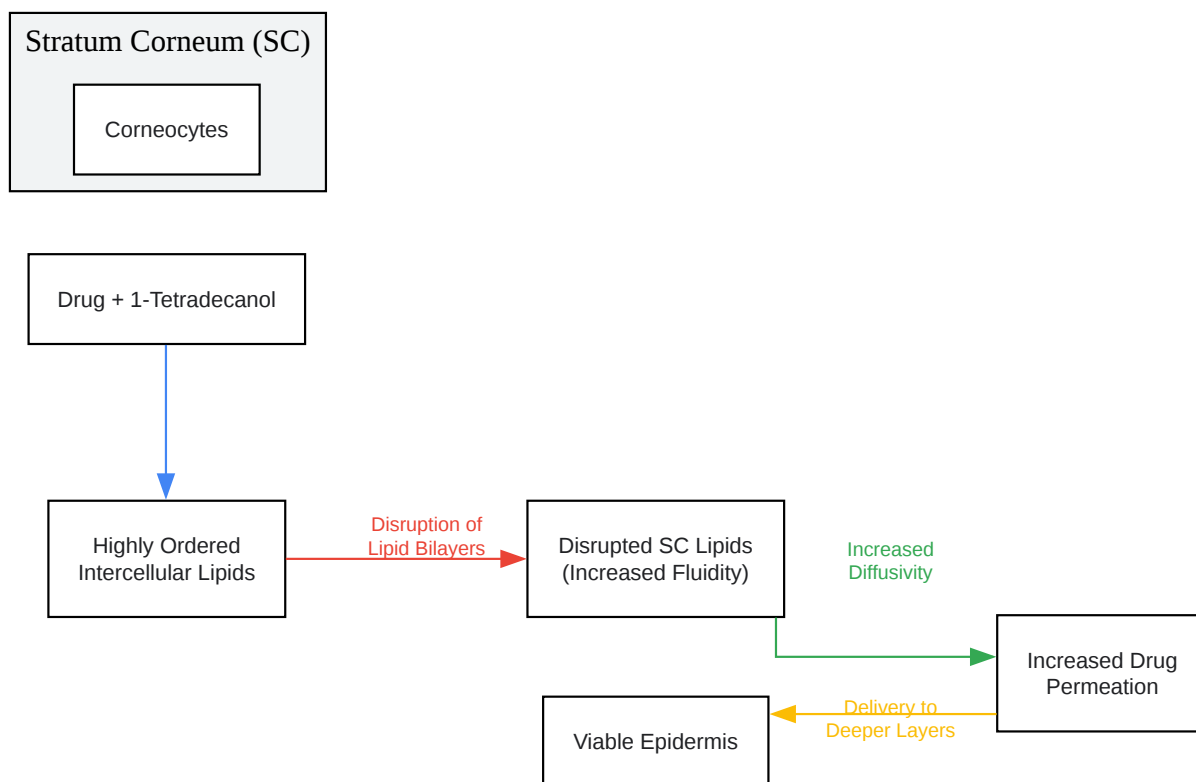 Stratum Corneum (SC)
Corneocytes
Drug + 1-Tetradecanol
Highly Ordered
Intercellular Lipids
Disruption of
Lipid Bilayers
Disrupted SC Lipids
(Increased Fluidity)
Increased
Diffusivity
Increased Drug
Permeation
Delivery to
Deeper Layers
Viable Epidermis